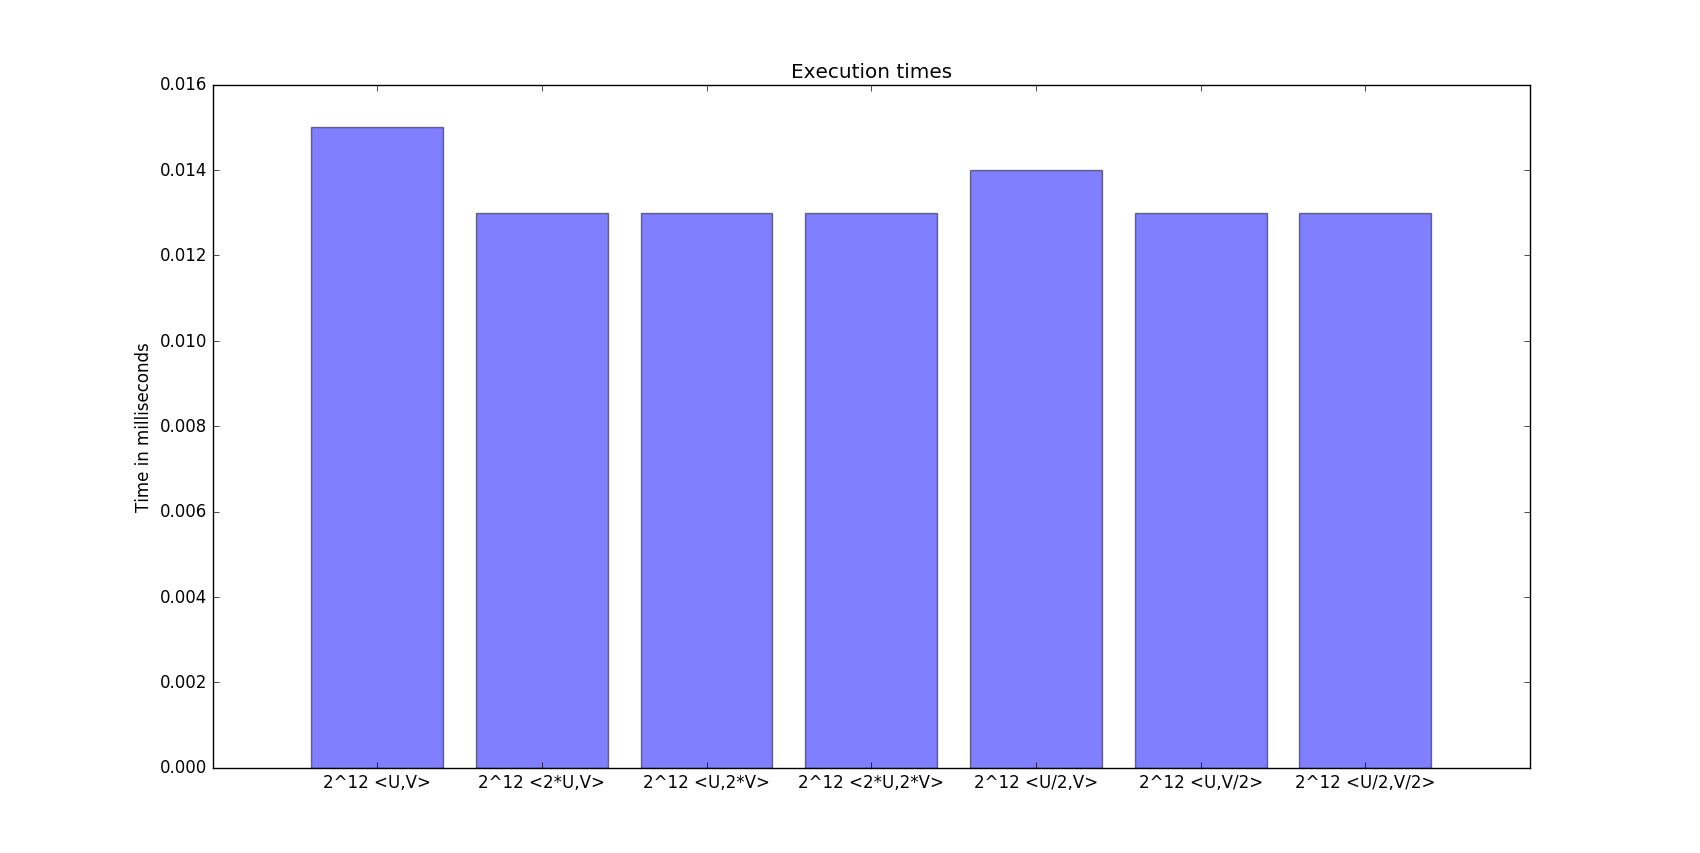 Execution times
0.016
0.014
0.012
0.010
0.008
0.006
0.004
0.002
0.000
Time in milliseconds
2^12 <U,V>
2^12 <2*U,V>
2^12 <U,2*V>
2^12 <2*U,2*V>
2^12 <U/2,V>
2^12 <U,V/2>
2^12 <U/2,V/2>